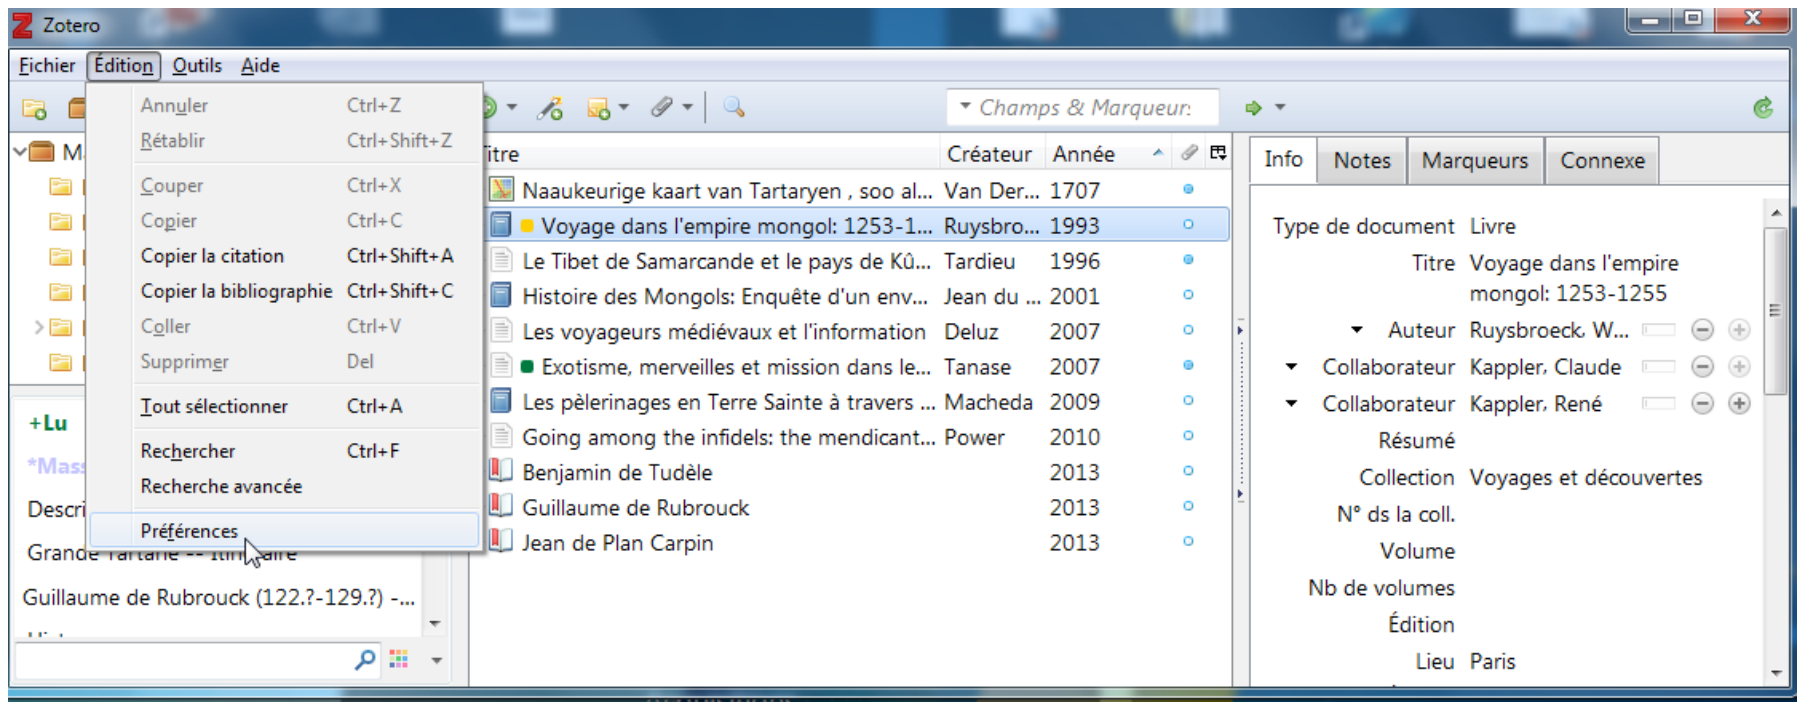 Zotero
Fichier Édition Outils Aide
Champs & Marqueur:
Annuler Ctrl+Z
Rétablir Ctrl+Shift+Z
Couper Ctrl+X
Copier Ctrl+C
Copier la citation Ctrl+Shift+A
Copier la bibliographie Ctrl+Shift+C
Coller Ctrl+V
Supprimer Del
Tout sélectionner Ctrl+A
Rechercher Ctrl+F
Recherche avancée
Préférences
+Lu
*Mass
Descri
Grande Tartarie -- Itinéraire
Guillaume de Rubrouck (122.?-129.?) -...
itre Créateur Année
Naaukeurige kaart van Tartaryen , soo al... Van Der... 1707
Voyage dans l'empire mongol: 1253-1... Ruysbro... 1993
Le Tibet de Samarcande et le pays de Kû... Tardieu 1996
Histoire des Mongols: Enquête d'un env... Jean du ... 2001
Les voyageurs médiévaux et l'information Deluz 2007
Exotisme, merveilles et mission dans le... Tanase 2007
Les pèlerinages en Terre Sainte à travers ... Macheda 2009
Going among the infidels: the mendicant... Power 2010
Benjamin de Tudèle 2013
Guillaume de Rubrouck 2013
Jean de Plan Carpin 2013
Info Notes Marqueurs Connexe
Type de document Livre
Titre Voyage dans l'empire
mongol: 1253-1255
Auteur Ruysbroeck, W...
Collaborateur Kappler, Claude
Collaborateur Kappler, René
Résumé
Collection Voyages et découvertes
N° ds la coll.
Volume
Nb de volumes
Édition
Lieu Paris